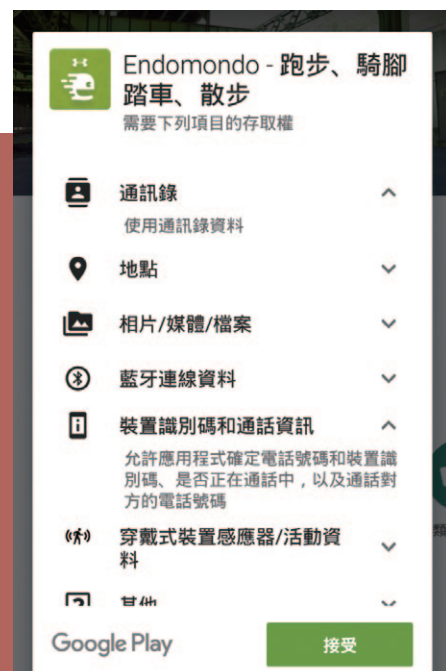 Endomondo - 跑步、騎腳
踏車、散步
需要下列項目的存取權
通訊錄
使用通訊錄資料
地點
相片/媒體/檔案
藍牙連線資料
裝置識別碼和通話資訊
允許應用程式確定電話號碼和裝置識
別碼、是否正在通話中，以及通話對
方的電話號碼
穿戴式裝置感應器/活動資
料
其他
Google Play
接受